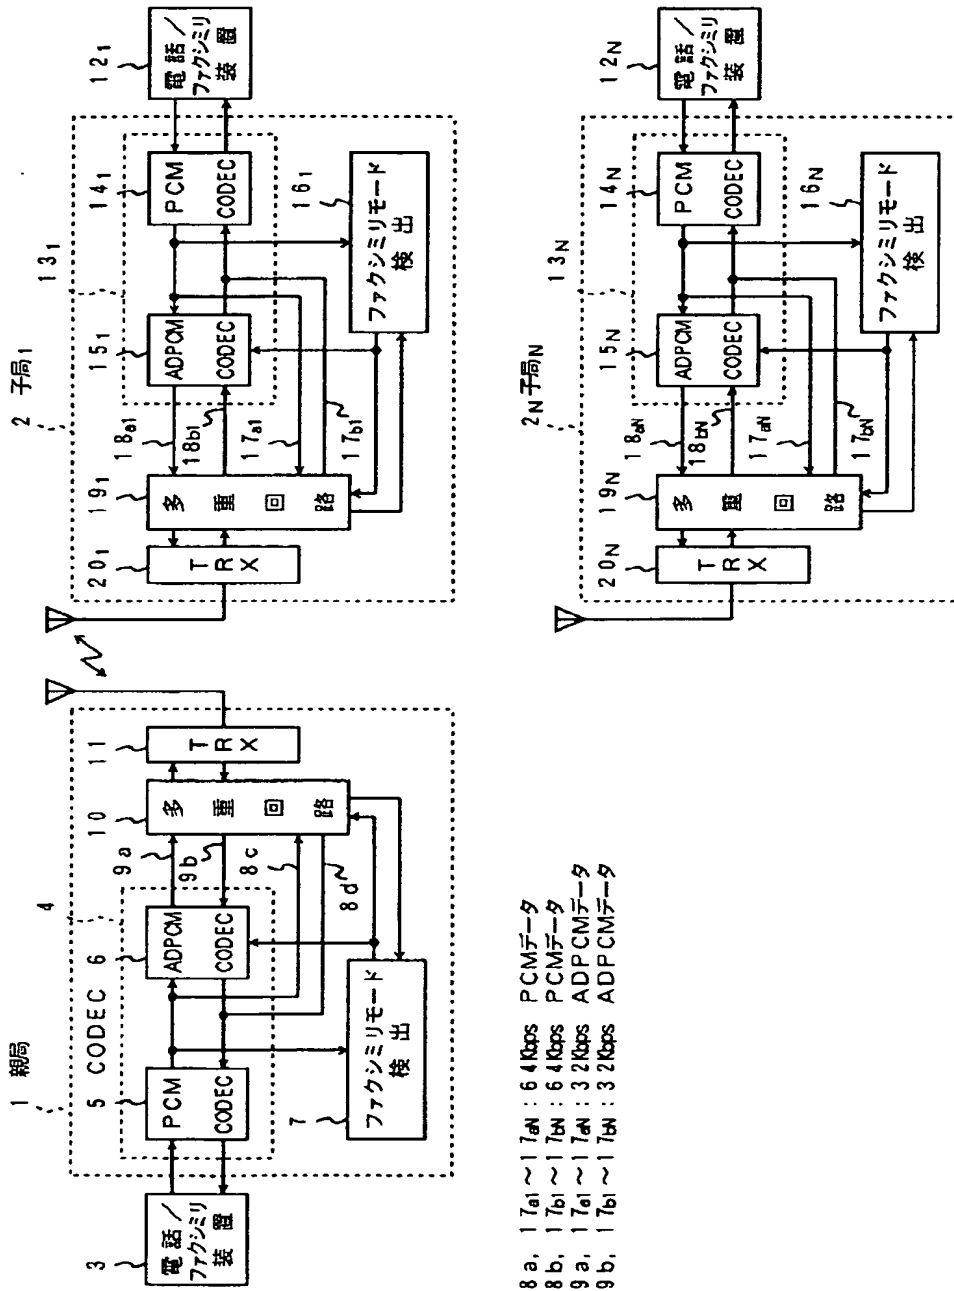 1 親局
4
3
電話/
ファクシミリ
装置
5
CODEC
6
PCM
CODEC
ADPCM
CODEC
7
ファクシミリモード
検出
9a
9b
8c
8d
10
多重回路
11
TRX
2 子局1
20₁
TRX
19₁
多重回路
18a1
18b1
17a1
17b1
13₁
15₁
ADPCM
CODEC
14₁
PCM
CODEC
16₁
ファクシミリモード
検出
12₁
電話/
ファクシミリ
装置
2N 子局N
20N
TRX
19N
多重回路
18aN
18bN
17aN
17bN
13N
15N
ADPCM
CODEC
14N
PCM
CODEC
16N
ファクシミリモード
検出
12N
電話/
ファクシミリ
装置
8a, 17a1～17aN : 64Kbps PCMデータ
8b, 17b1～17bN : 64Kbps PCMデータ
9a, 17a1～17aN : 32Kbps ADPCMデータ
9b, 17b1～17bN : 32Kbps ADPCMデータ